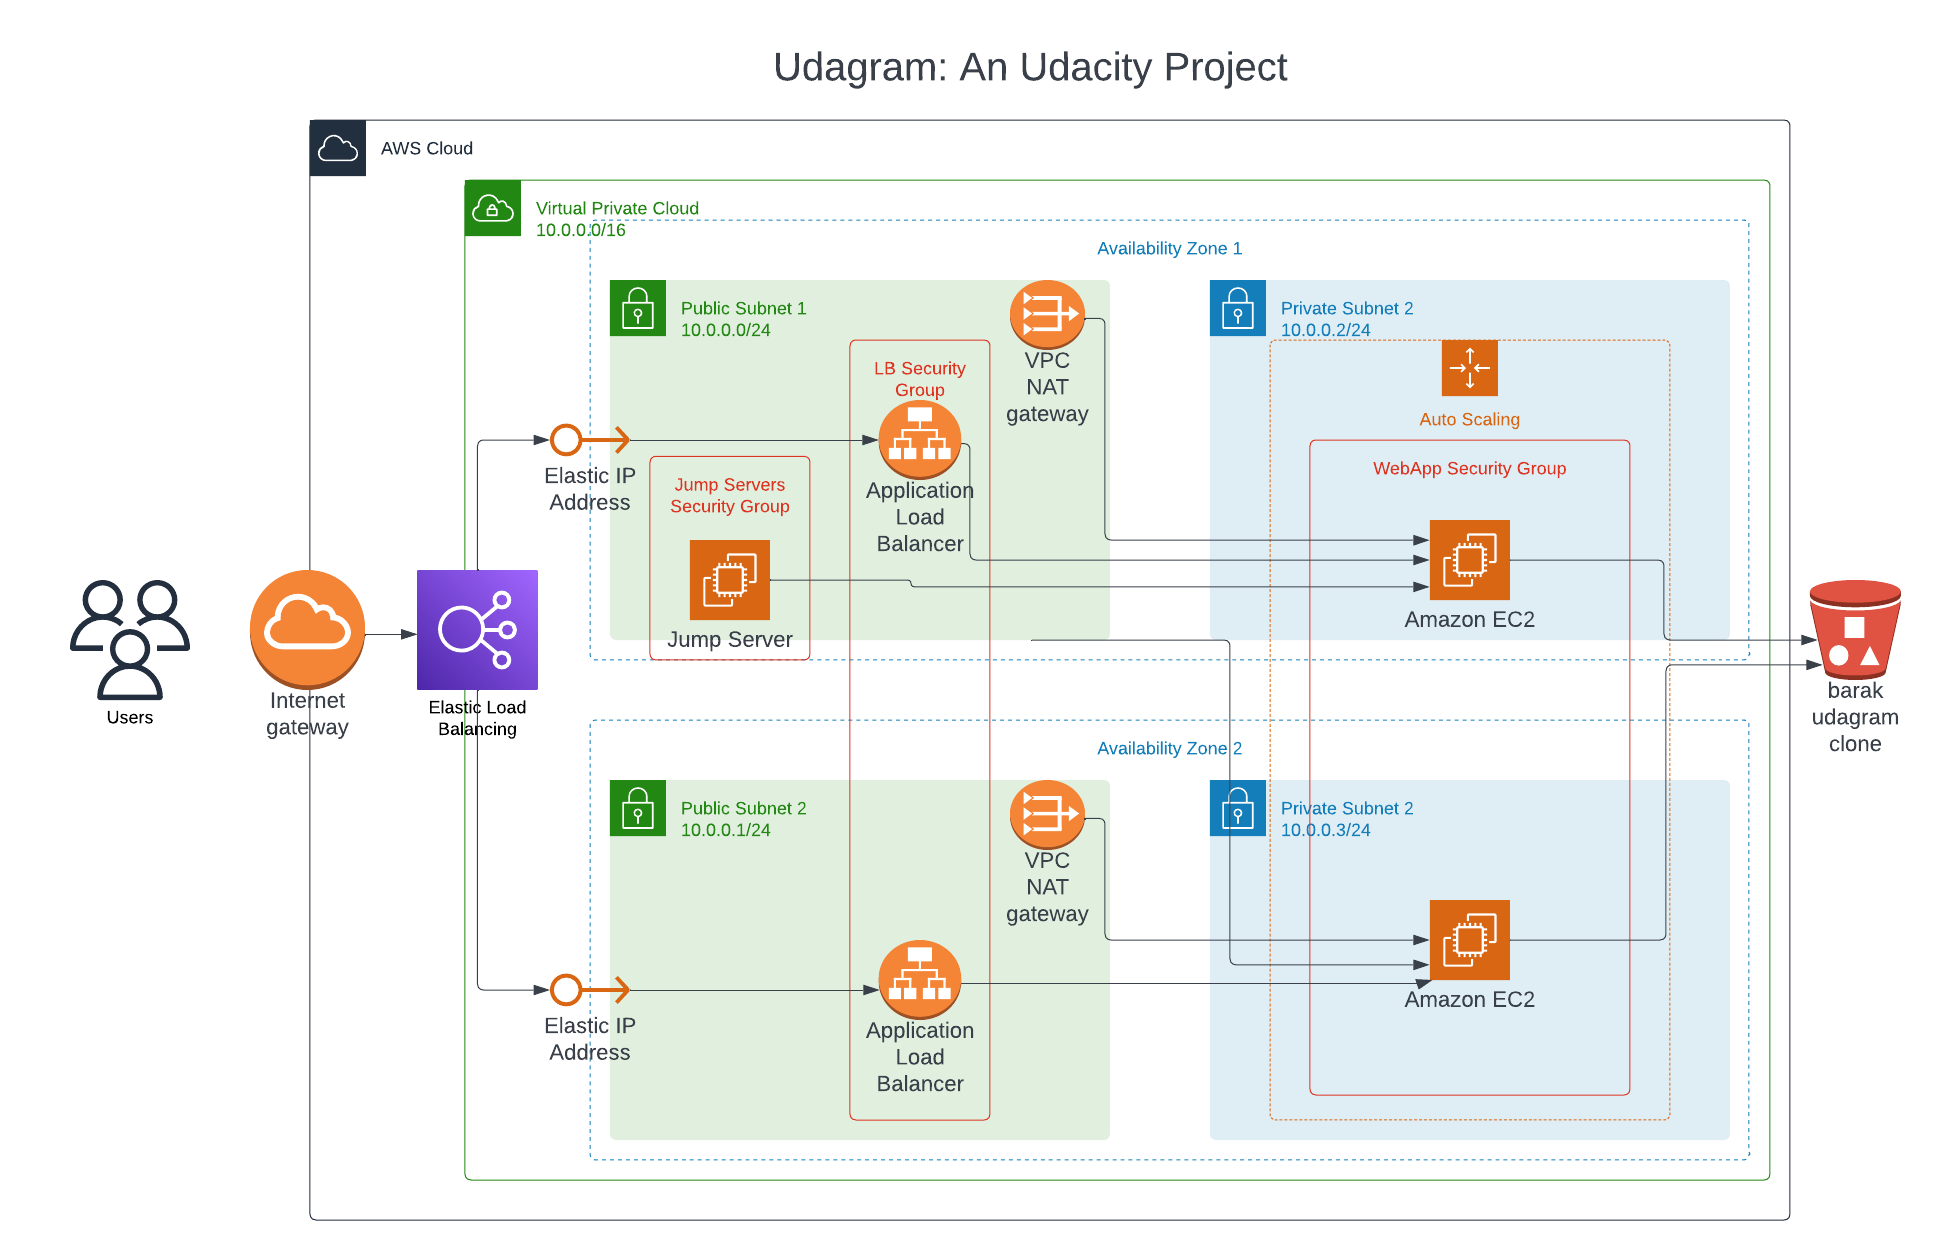 Udagram: An Udacity Project
AWS Cloud
Virtual Private Cloud
10.0.0.0/16
Availability Zone 1
Public Subnet 1
10.0.0.0/24
VPC
NAT
gateway
Private Subnet 2
10.0.0.2/24
LB Security
Group
Auto Scaling
Elastic IP
Address
Jump Servers
Security Group
Application
Load
Balancer
WebApp Security Group
Jump Server
Amazon EC2
Users
Internet
gateway
Elastic Load
Balancing
barak
udagram
clone
Availability Zone 2
Public Subnet 2
10.0.0.1/24
VPC
NAT
gateway
Private Subnet 2
10.0.0.3/24
Elastic IP
Address
Application
Load
Balancer
Amazon EC2